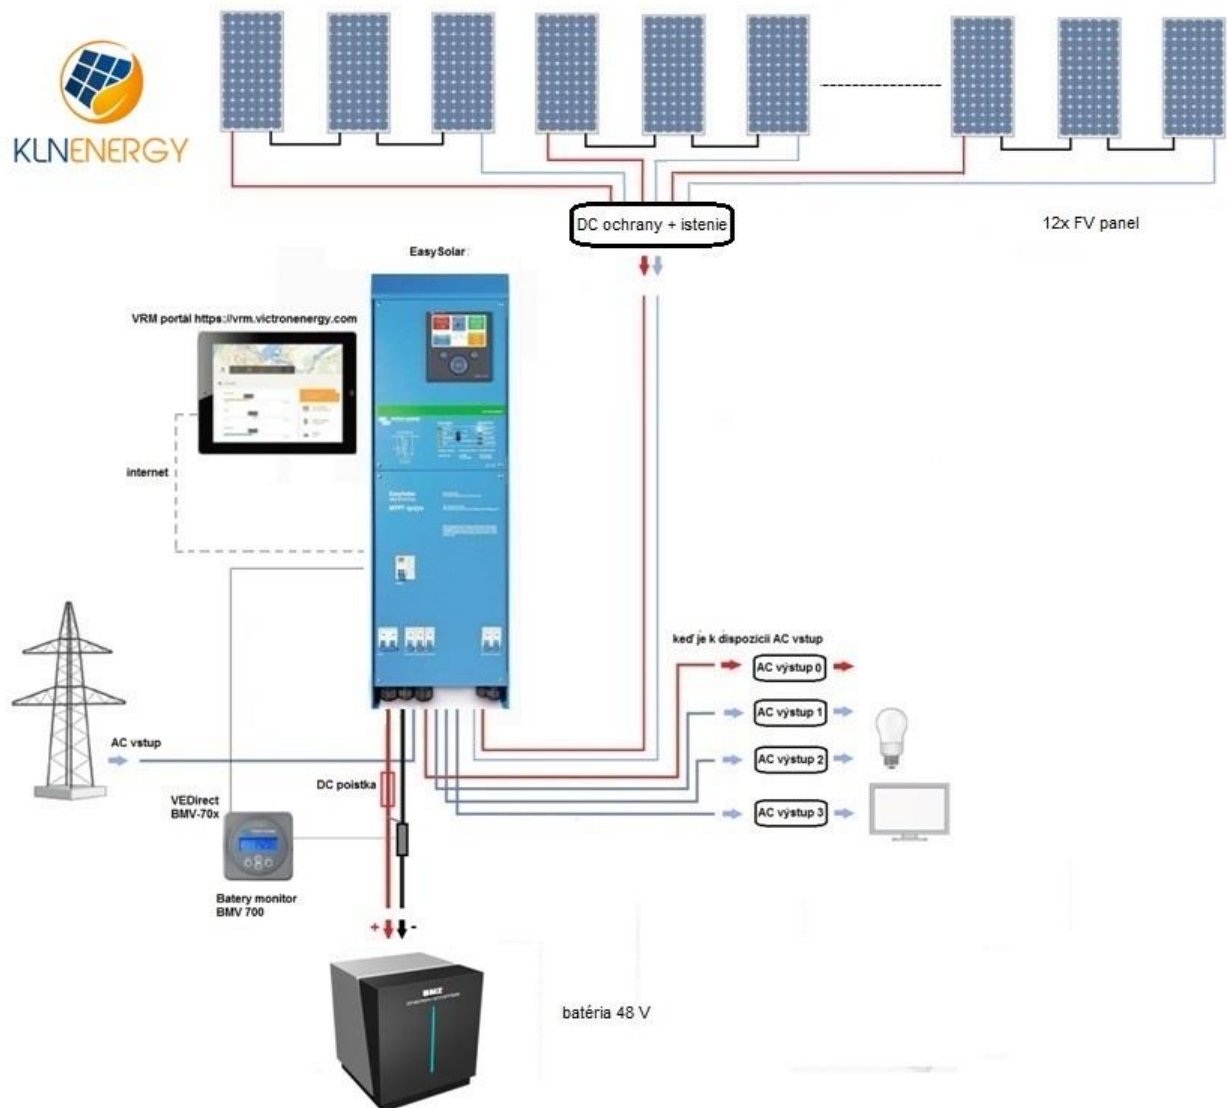 KLNENERGY
DC ochrany + istenie
12x FV panel
EasySolar
VRM portál https://vrm.victronenergy.com
internet
keď je k dispozícii AC vstup
AC výstup 0
AC výstup 1
AC vstup
AC výstup 2
DC poistka
VEDirect
BMV-70x
AC výstup 3
Batery monitor
BMV 700
+ -
BMZ
batéria 48 V